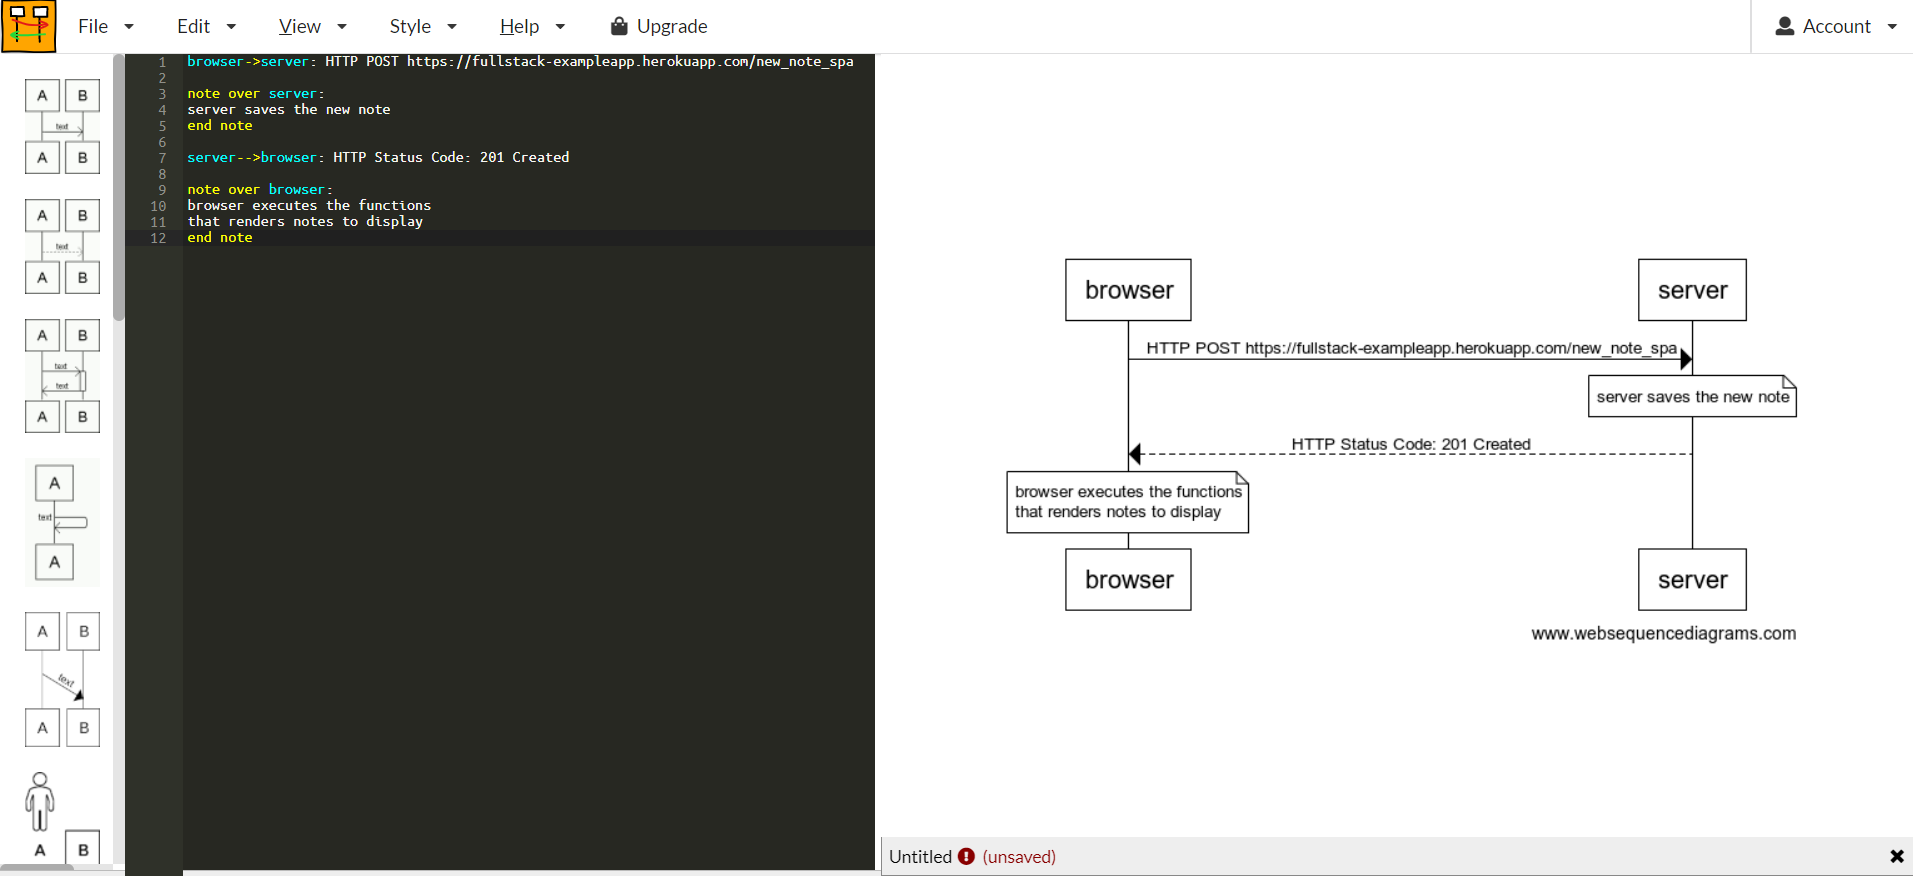 File Edit View Style Help Upgrade Account
A B
text
A B
A B
text
A B
A B
text
text
A B
A
text
A
A B
text
A B
A B
1 browser->server: HTTP POST https://fullstack-exampleapp.herokuapp.com/new_note_spa
2
3 note over server:
4 server saves the new note
5 end note
6
7 server-->browser: HTTP Status Code: 201 Created
8
9 note over browser:
10 browser executes the functions
11 that renders notes to display
12 end note
browser server
HTTP POST https://fullstack-exampleapp.herokuapp.com/new_note_spa
server saves the new note
HTTP Status Code: 201 Created
browser executes the functions
that renders notes to display
browser server
www.websequencediagrams.com
Untitled (unsaved)